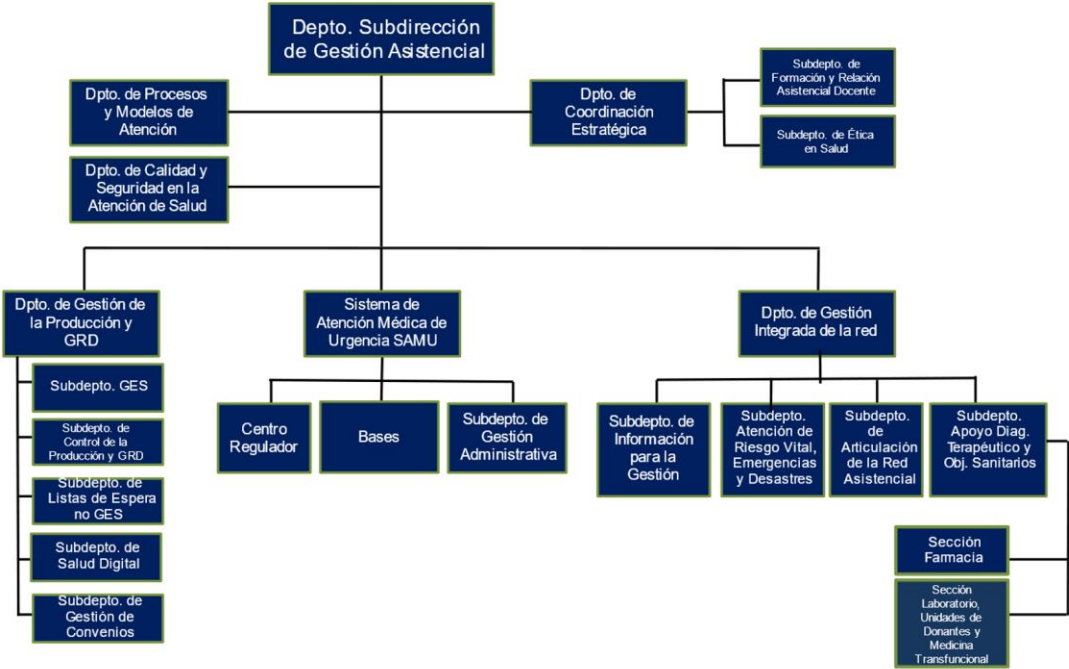 Depto. Subdirección
de Gestión Asistencial
Dpto. de Procesos
y Modelos de
Atención
Dpto. de
Coordinación
Estratégica
Subdepto. de
Formación y Relación
Asistencial Docente
Subdepto. de Ética
en Salud
Dpto. de Calidad y
Seguridad en la
Atención de Salud
Dpto. de Gestión de
la Producción y
GRD
Sistema de
Atención Médica de
Urgencia SAMU
Dpto. de Gestión
Integrada de la red
Subdepto. GES
Subdepto. de
Control de la
Producción y GRD
Subdepto. de
Listas de Espera
no GES
Subdepto. de
Salud Digital
Subdepto. de
Gestión de
Convenios
Centro
Regulador
Bases
Subdepto. de
Gestión
Administrativa
Subdepto. de
Información
para la
Gestión
Subdepto.
Atención de
Riesgo Vital,
Emergencias
y Desastres
Subdepto.
de
Articulación
de la Red
Asistencial
Subdepto.
Apoyo Diag.
Terapéutico y
Obj. Sanitarios
Sección
Farmacia
Sección
Laboratorio,
Unidades de
Donantes y
Medicina
Transfuncional